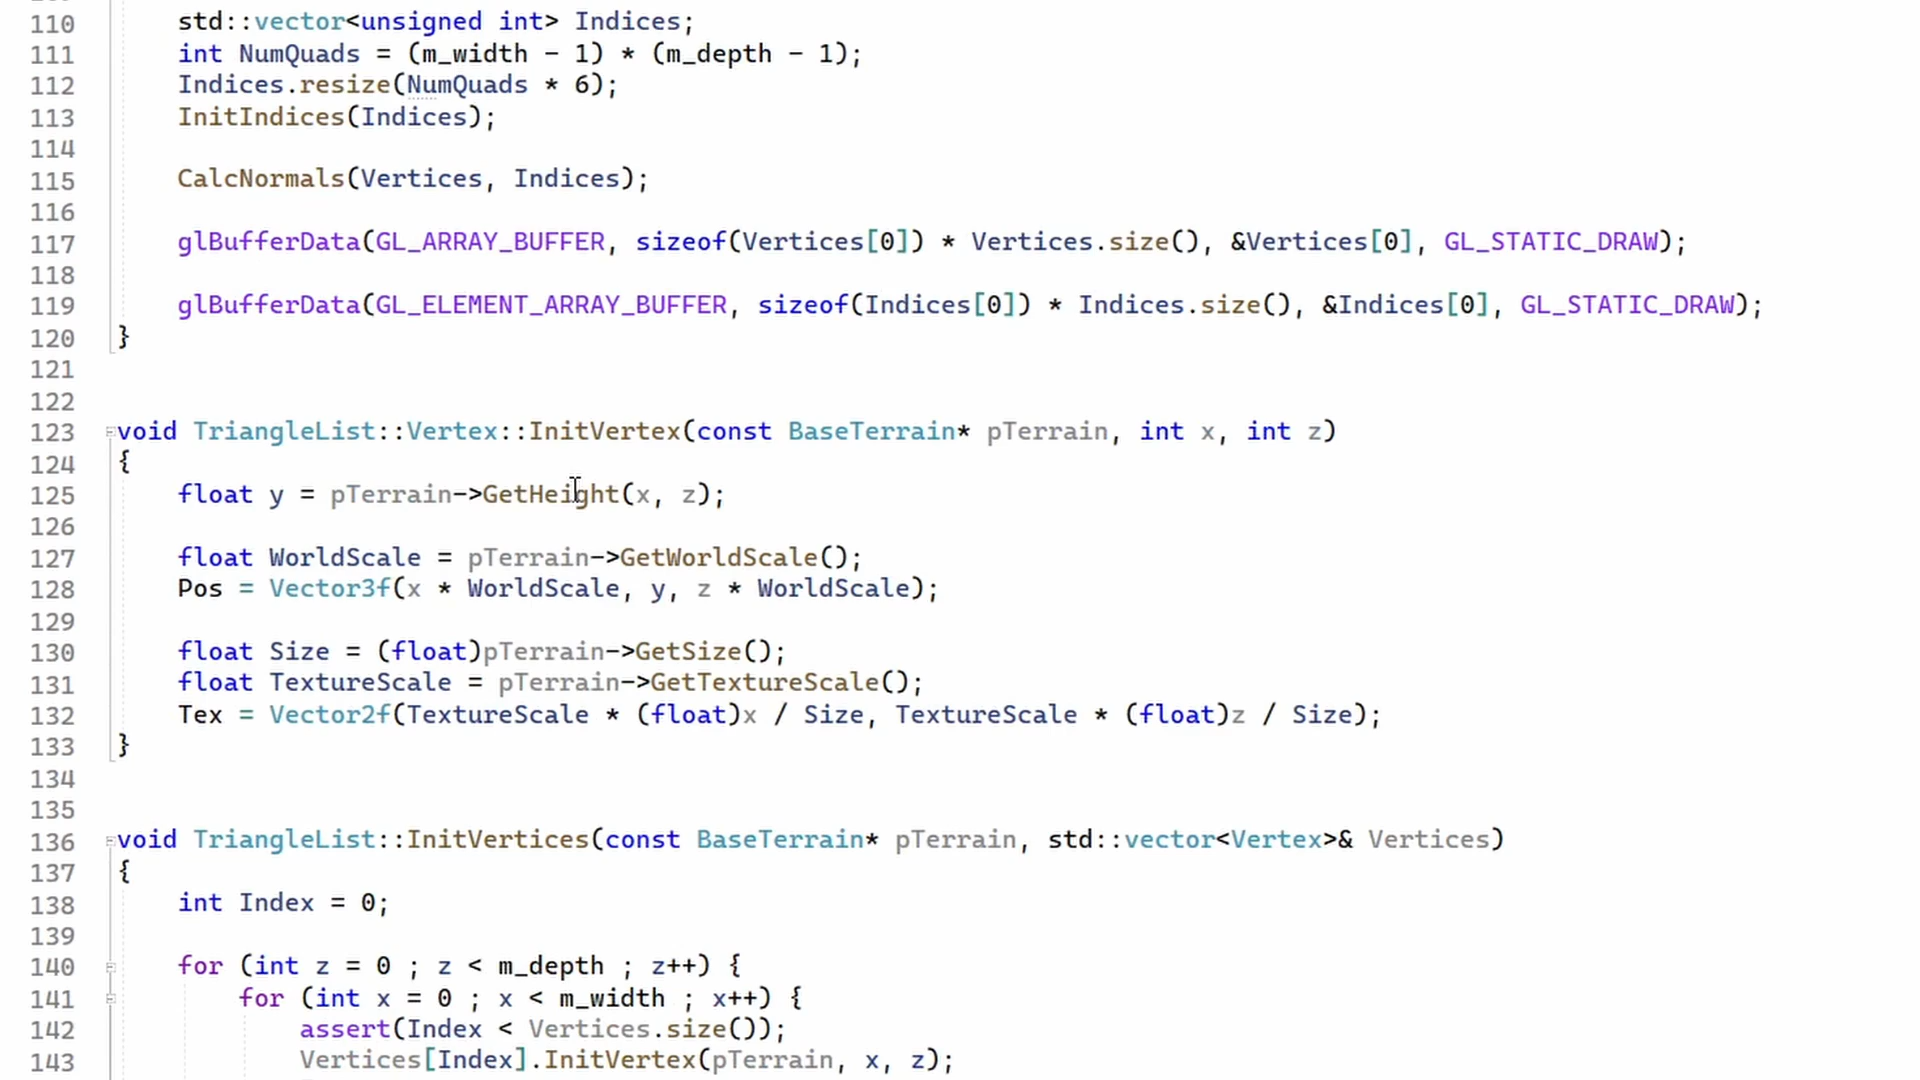 110 std::vector<unsigned int> Indices;
111 int NumQuads = (m_width - 1) * (m_depth - 1);
112 Indices.resize(NumQuads * 6);
113 InitIndices(Indices);
114
115 CalcNormals(Vertices, Indices);
116
117 glBufferData(GL_ARRAY_BUFFER, sizeof(Vertices[0]) * Vertices.size(), &Vertices[0], GL_STATIC_DRAW);
118
119 glBufferData(GL_ELEMENT_ARRAY_BUFFER, sizeof(Indices[0]) * Indices.size(), &Indices[0], GL_STATIC_DRAW);
120 }
121
122
123 void TriangleList::Vertex::InitVertex(const BaseTerrain* pTerrain, int x, int z)
124 {
125 float y = pTerrain->GetHeight(x, z);
126
127 float WorldScale = pTerrain->GetWorldScale();
128 Pos = Vector3f(x * WorldScale, y, z * WorldScale);
129
130 float Size = (float)pTerrain->GetSize();
131 float TextureScale = pTerrain->GetTextureScale();
132 Tex = Vector2f(TextureScale * (float)x / Size, TextureScale * (float)z / Size);
133 }
134
135
136 void TriangleList::InitVertices(const BaseTerrain* pTerrain, std::vector<Vertex>& Vertices)
137 {
138 int Index = 0;
139
140 for (int z = 0 ; z < m_depth ; z++) {
141 for (int x = 0 ; x < m_width ; x++) {
142 assert(Index < Vertices.size());
143 Vertices[Index].InitVertex(pTerrain, x, z);